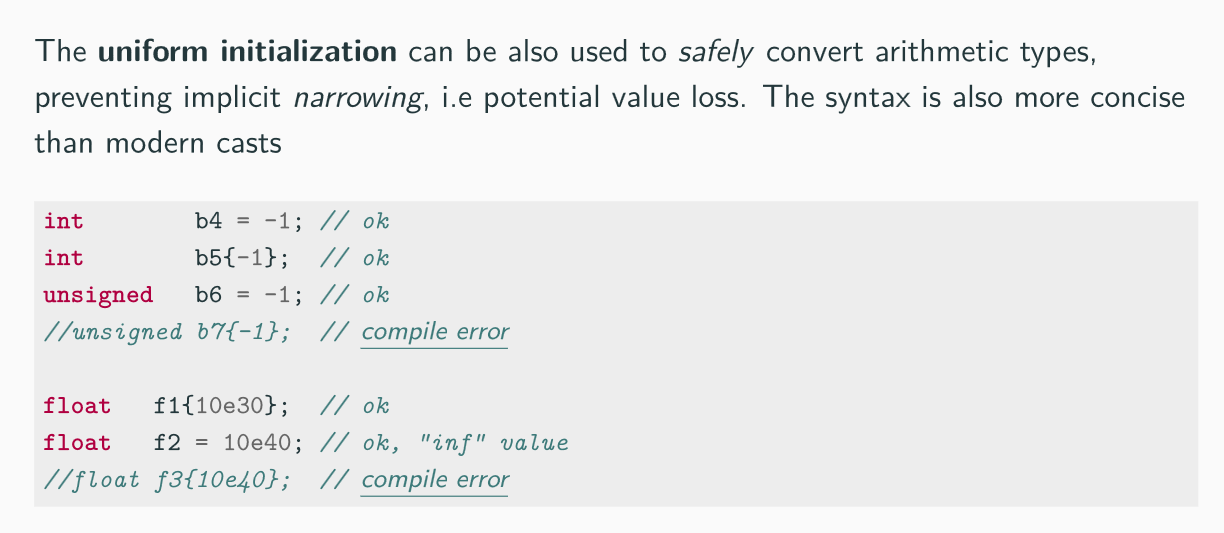 The uniform initialization can be also used to safely convert arithmetic types,
preventing implicit narrowing, i.e potential value loss. The syntax is also more concise
than modern casts
int        b4 = -1; // ok
int        b5{-1};  // ok
unsigned   b6 = -1; // ok
//unsigned b7{-1};  // compile error
float   f1{10e30};  // ok
float   f2 = 10e40; // ok, "inf" value
//float f3{10e40};  // compile error